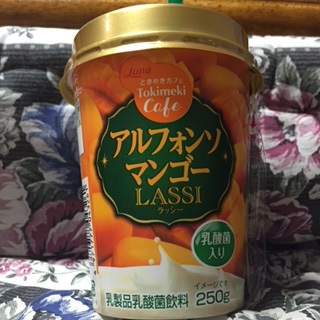 Luna
ときめきカフェ
Tokimeki
Cafe
アルフォンソ
マンゴー
LASSI
ラッシー
乳酸菌
入り
イメージです
乳製品乳酸菌飲料 250g